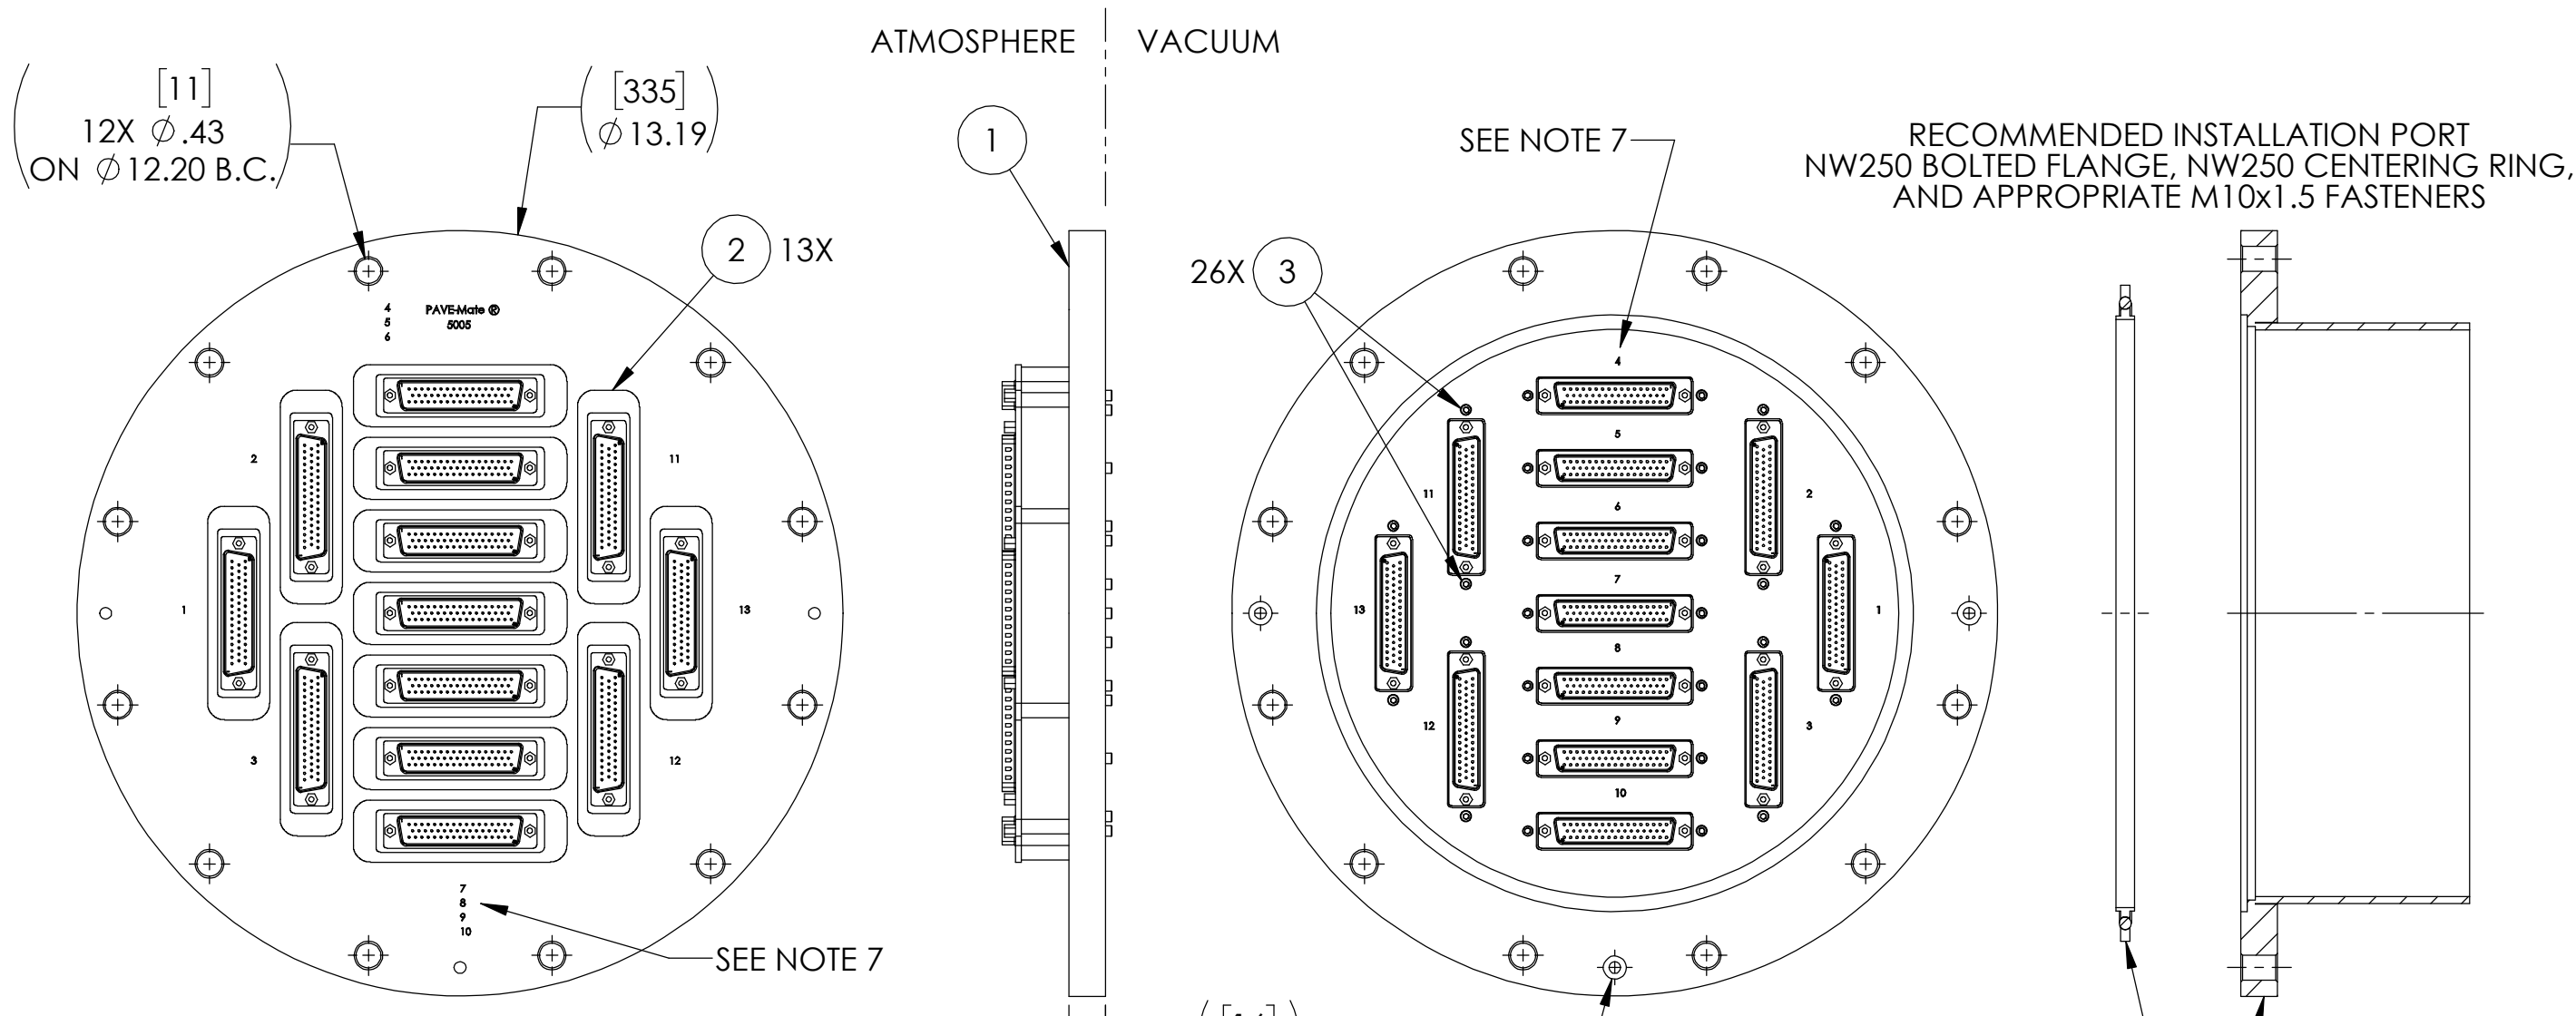 ATMOSPHERE
VACUUM
[11]
12X ⌀.43
ON ⌀12.20 B.C.
[335]
⌀13.19
1
SEE NOTE 7
RECOMMENDED INSTALLATION PORT
NW250 BOLTED FLANGE, NW250 CENTERING RING,
AND APPROPRIATE M10x1.5 FASTENERS
2 13X
26X 3
4
5
6
PAVE-Mate ®
5005
2
11
1
13
3
12
7
8
9
10
SEE NOTE 7
4
5
11
2
6
7
13
1
8
9
12
3
10